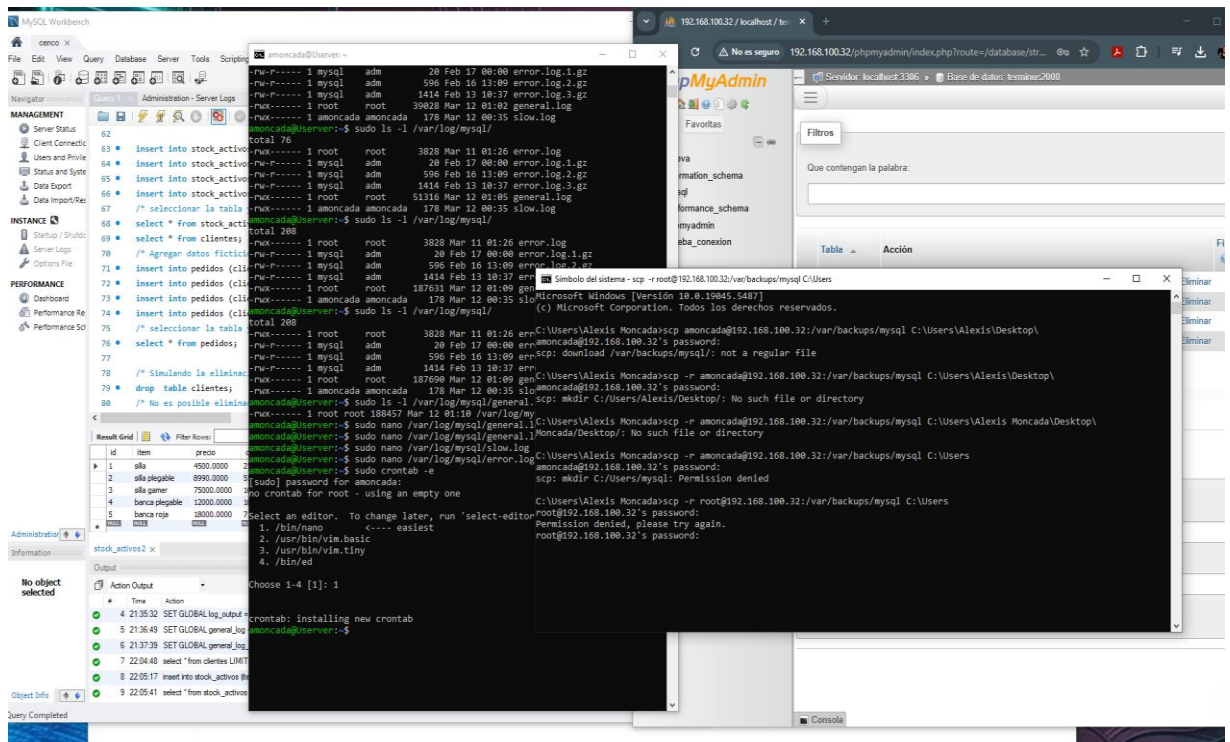 MySQL Workbench
cenco ×
File Edit View Query Database Server Tools Scripting
Navigator
Query 1 × Administration - Server Logs
MANAGEMENT
Server Status
Client Connectic
Users and Privile
Status and Syste
Data Export
Data Import/Res
INSTANCE
Startup / Shutdc
Server Logs
Options File
PERFORMANCE
Dashboard
Performance Re
Performance Sch
62
63 insert into stock_activos
64 insert into stock_activos
65 insert into stock_activos
66 insert into stock_activos
67 /* seleccionar la tabla
68 select * from stock_acti
69 select * from clientes;
70 /* Agregar datos fictici
71 insert into pedidos (cli
72 insert into pedidos (cli
73 insert into pedidos (cli
74 insert into pedidos (cli
75 /* seleccionar la tabla
76 select * from pedidos;
77
78 /* Simulando la eliminac
79 drop table clientes;
80 /* No es posible elimina
Result Grid Filter Rows:
id item precio
1 silla 4500.0000
2 silla plegable 8990.0000
3 silla gamer 75000.0000
4 banca plegable 12000.0000
5 banca roja 18000.0000
NULL NULL NULL
Administration
Information
stock_activos2 ×
Output
No object
selected
Action Output
# Time Action
4 21:35:32 SET GLOBAL log_output =
5 21:36:49 SET GLOBAL general_log
6 21:37:39 SET GLOBAL general_log_
7 22:04:48 select * from clientes LIMIT
8 22:05:17 insert into stock_activos (ite
9 22:05:41 select * from stock_activos
Object Info
Query Completed
amoncada@Userver: ~
-rw-r----- 1 mysql adm 20 Feb 17 00:00 error.log.1.gz
-rw-r----- 1 mysql adm 596 Feb 16 13:09 error.log.2.gz
-rw-r----- 1 mysql adm 1414 Feb 13 10:37 error.log.3.gz
-rwx------ 1 root root 39028 Mar 12 01:02 general.log
-rwx------ 1 amoncada amoncada 178 Mar 12 00:35 slow.log
amoncada@Userver:~$ sudo ls -l /var/log/mysql/
total 76
-rwx------ 1 root root 3828 Mar 11 01:26 error.log
-rw-r----- 1 mysql adm 20 Feb 17 00:00 error.log.1.gz
-rw-r----- 1 mysql adm 596 Feb 16 13:09 error.log.2.gz
-rw-r----- 1 mysql adm 1414 Feb 13 10:37 error.log.3.gz
-rwx------ 1 root root 51316 Mar 12 01:05 general.log
-rwx------ 1 amoncada amoncada 178 Mar 12 00:35 slow.log
amoncada@Userver:~$ sudo ls -l /var/log/mysql/
total 208
-rwx------ 1 root root 3828 Mar 11 01:26 error.log
-rw-r----- 1 mysql adm 20 Feb 17 00:00 error.log.1.gz
-rw-r----- 1 mysql adm 596 Feb 16 13:09 error.log.2.gz
-rw-r----- 1 mysql adm 1414 Feb 13 10:37 err
-rwx------ 1 root root 187631 Mar 12 01:09 gen
-rwx------ 1 amoncada amoncada 178 Mar 12 00:35 slo
amoncada@Userver:~$ sudo ls -l /var/log/mysql/
total 208
-rwx------ 1 root root 3828 Mar 11 01:26 err
-rw-r----- 1 mysql adm 20 Feb 17 00:00 err
-rw-r----- 1 mysql adm 596 Feb 16 13:09 err
-rw-r----- 1 mysql adm 1414 Feb 13 10:37 err
-rwx------ 1 root root 187690 Mar 12 01:09 gen
-rwx------ 1 amoncada amoncada 178 Mar 12 00:35 slo
amoncada@Userver:~$ sudo ls -l /var/log/mysql/general.
-rwx------ 1 root root 188457 Mar 12 01:10 /var/log/my
amoncada@Userver:~$ sudo nano /var/log/mysql/general.l
amoncada@Userver:~$ sudo nano /var/log/mysql/general.l
amoncada@Userver:~$ sudo nano /var/log/mysql/slow.log
amoncada@Userver:~$ sudo nano /var/log/mysql/error.log
amoncada@Userver:~$ sudo crontab -e
[sudo] password for amoncada:
no crontab for root - using an empty one
Select an editor. To change later, run 'select-editor
1. /bin/nano <---- easiest
2. /usr/bin/vim.basic
3. /usr/bin/vim.tiny
4. /bin/ed
Choose 1-4 [1]: 1
crontab: installing new crontab
amoncada@Userver:~$
192.168.100.32 / localhost / ter ×
No es seguro 192.168.100.32/phpmyadmin/index.php?route=/database/str...
pMyAdmin
Servidor: localhost:3306 » Base de datos: terminus2000
Favoritas
eva
rmation_schema
sql
formance_schema
pmyadmin
eba_conexion
Filtros
Que contengan la palabra:
Tabla Acción
Eliminar
Eliminar
Eliminar
Eliminar
Consola
Símbolo del sistema - scp -r root@192.168.100.32:/var/backups/mysql C:\Users
Microsoft Windows [Versión 10.0.19045.5487]
(c) Microsoft Corporation. Todos los derechos reservados.
C:\Users\Alexis Moncada>scp amoncada@192.168.100.32:/var/backups/mysql C:\Users\Alexis\Desktop\
amoncada@192.168.100.32's password:
scp: download /var/backups/mysql/: not a regular file
C:\Users\Alexis Moncada>scp -r amoncada@192.168.100.32:/var/backups/mysql C:\Users\Alexis\Desktop\
amoncada@192.168.100.32's password:
scp: mkdir C:/Users/Alexis/Desktop/: No such file or directory
C:\Users\Alexis Moncada>scp -r amoncada@192.168.100.32:/var/backups/mysql C:\Users\Alexis Moncada\Desktop\
Moncada/Desktop/: No such file or directory
C:\Users\Alexis Moncada>scp -r amoncada@192.168.100.32:/var/backups/mysql C:\Users
amoncada@192.168.100.32's password:
scp: mkdir C:/Users/mysql: Permission denied
C:\Users\Alexis Moncada>scp -r root@192.168.100.32:/var/backups/mysql C:\Users
root@192.168.100.32's password:
Permission denied, please try again.
root@192.168.100.32's password: